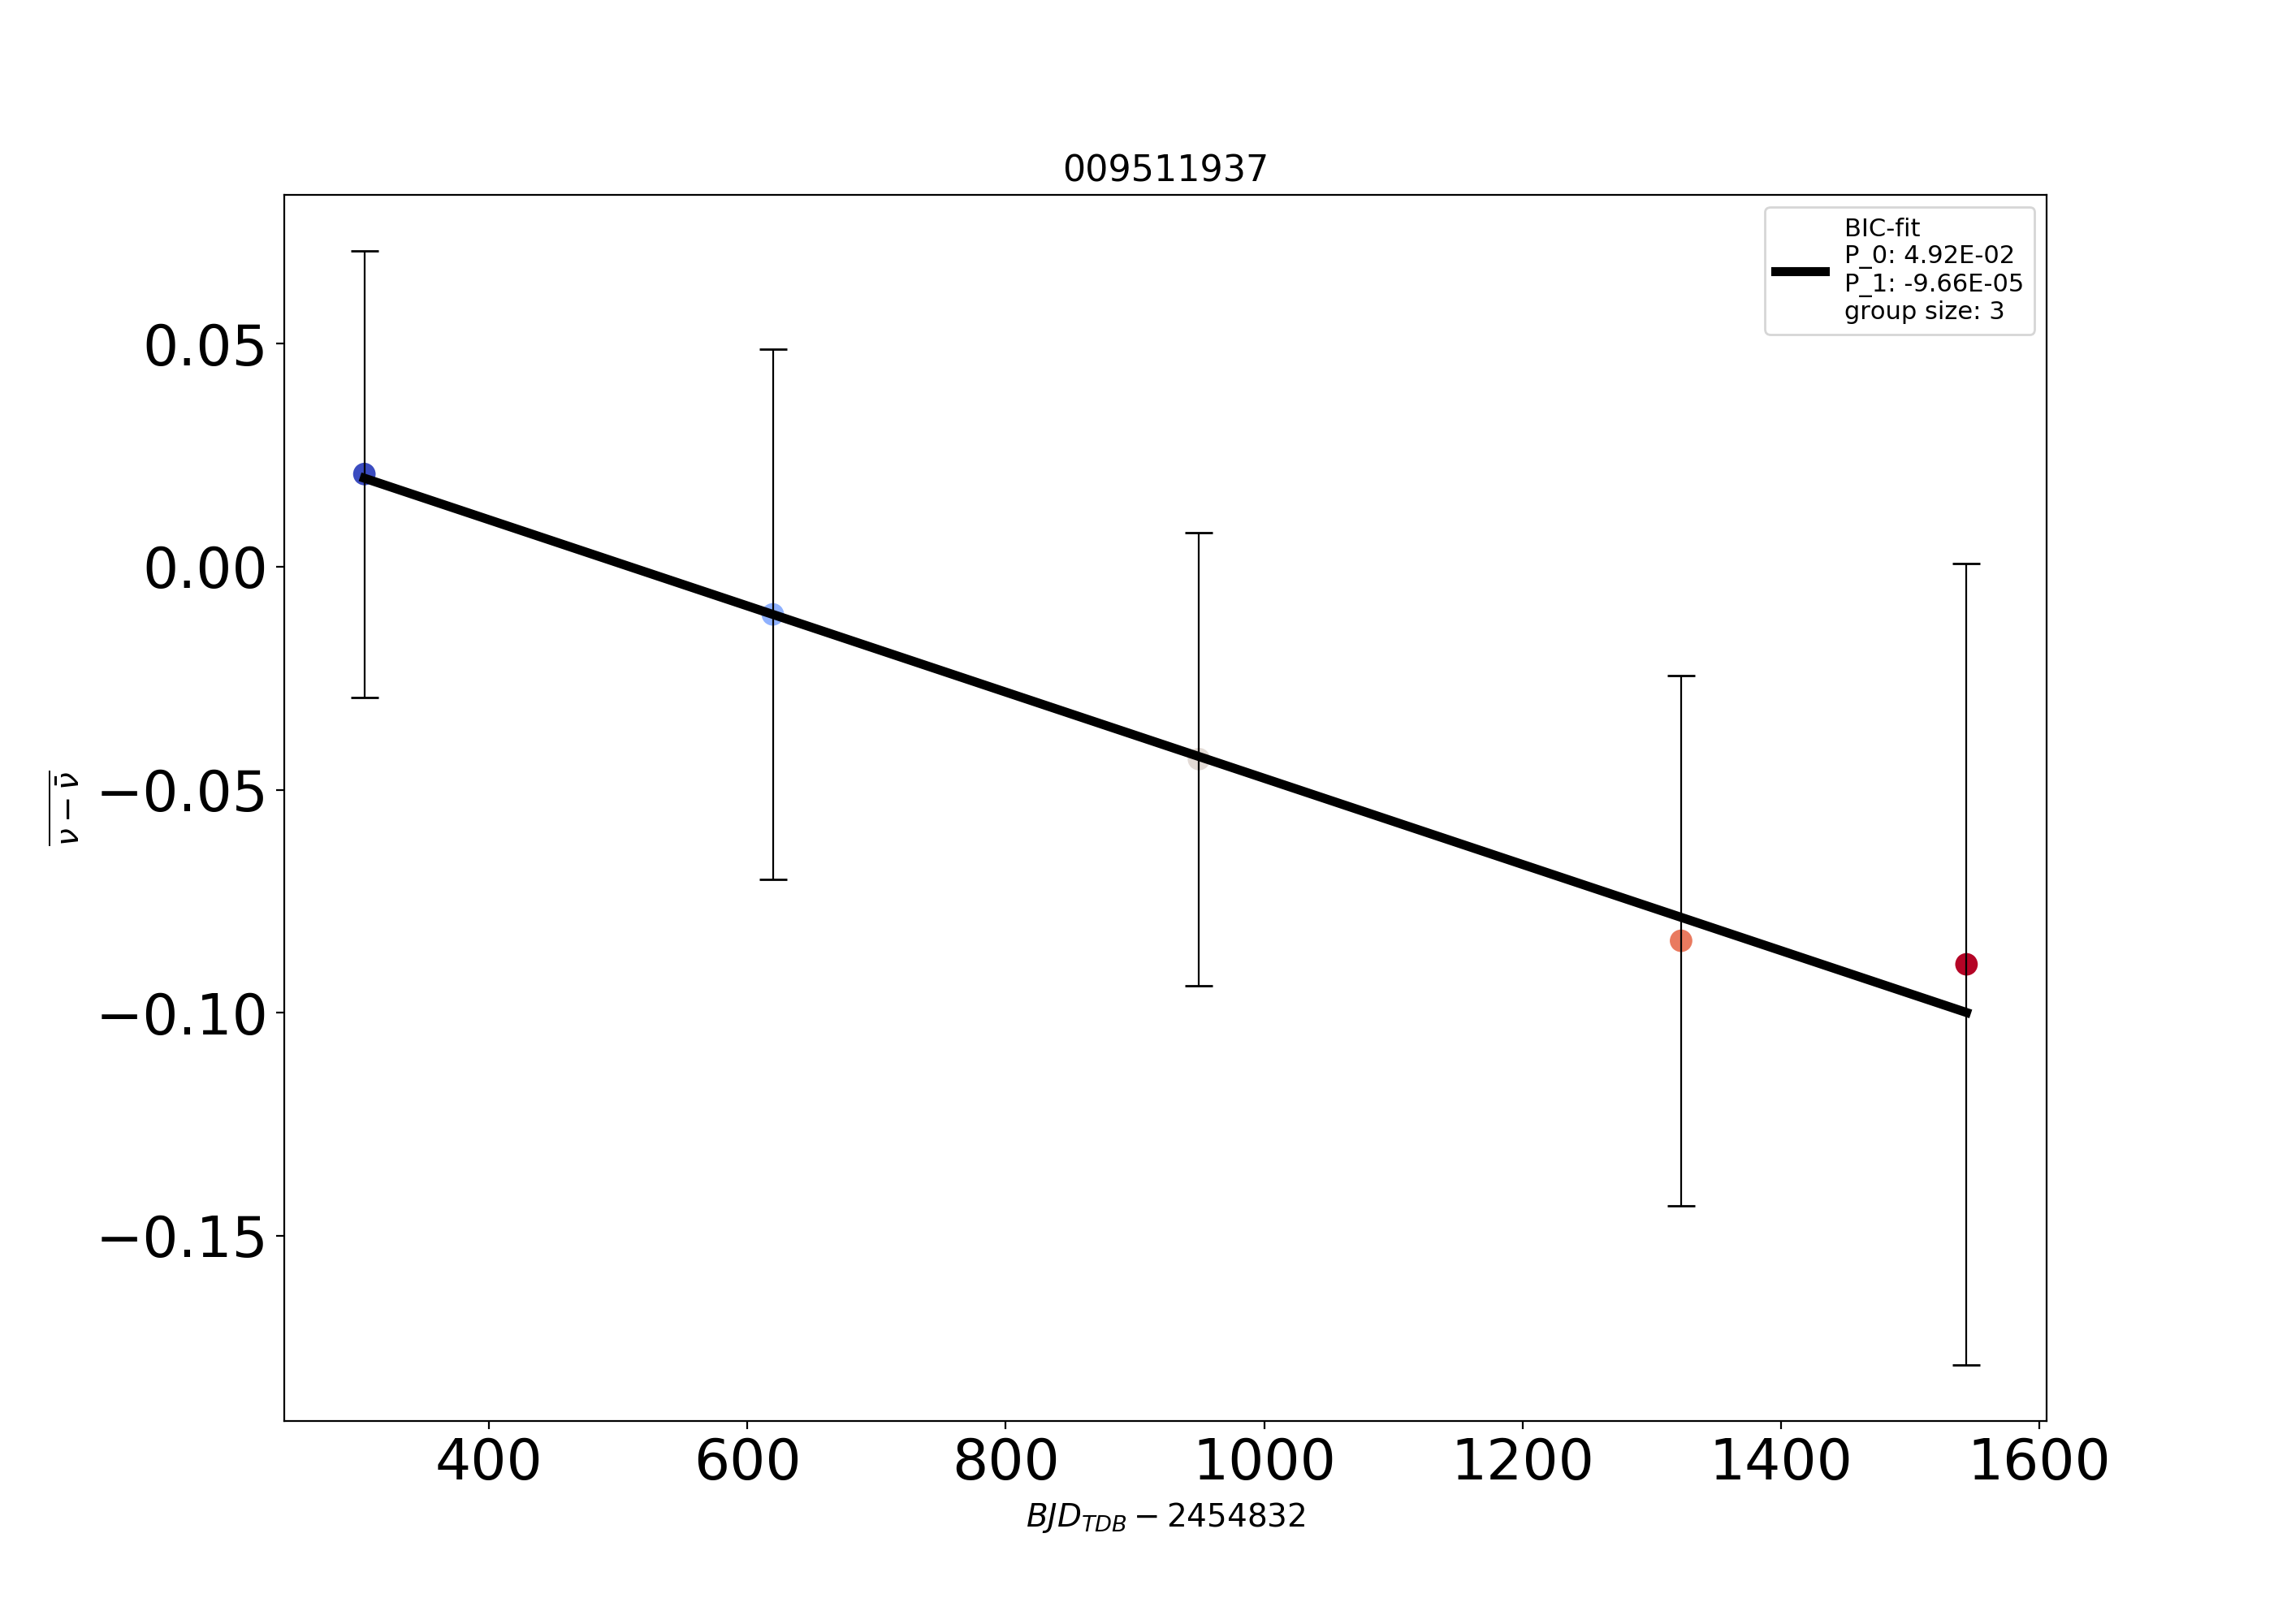 009511937
BIC-fit
P_0: 4.92E-02
P_1: -9.66E-05
group size: 3
0.05
0.00
−0.05
−0.10
−0.15
ν − ν̄
400 600 800 1000 1200 1400 1600
BJD_TDB − 2454832